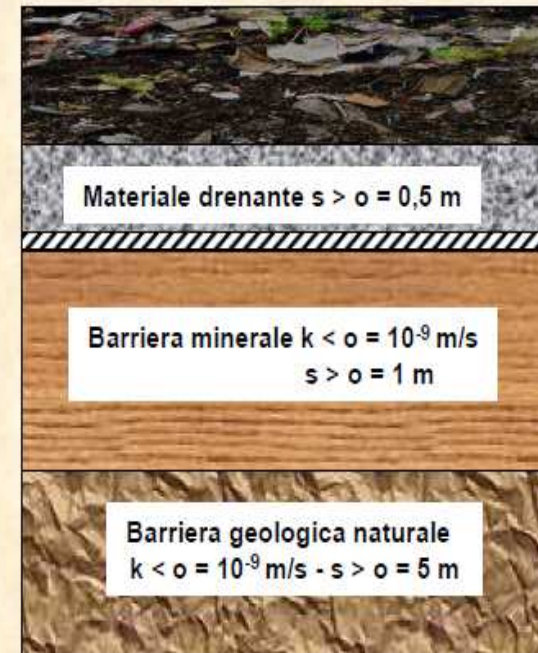 Materiale drenante s > o = 0,5 m
Barriera minerale k < o = 10⁻⁹ m/s
s > o = 1 m
Barriera geologica naturale
k < o = 10⁻⁹ m/s - s > o = 5 m